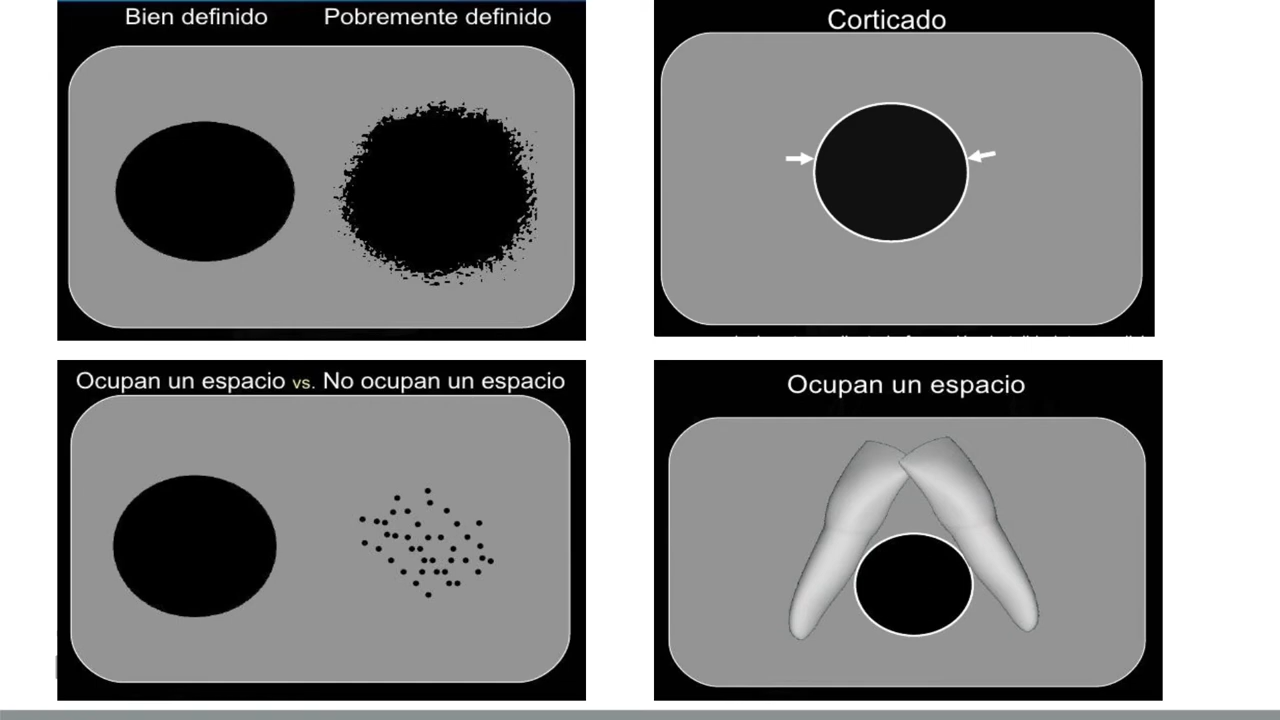 Bien definido
Pobremente definido
Corticado
Ocupan un espacio vs. No ocupan un espacio
Ocupan un espacio